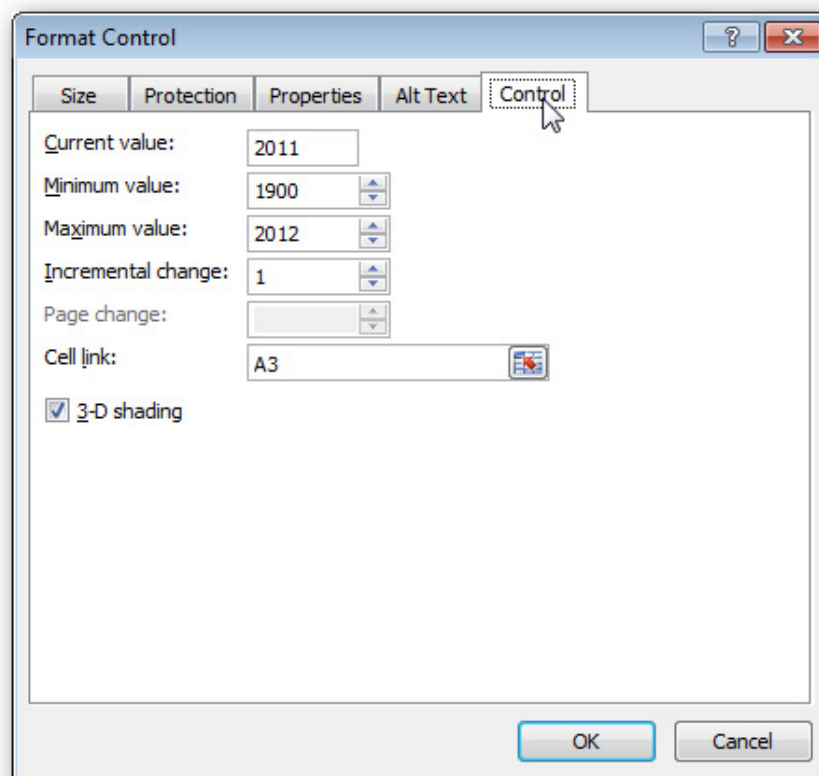 Format Control
Size Protection Properties Alt Text Control
Current value: 2011
Minimum value: 1900
Maximum value: 2012
Incremental change: 1
Page change:
Cell link: A3
3-D shading
OK Cancel